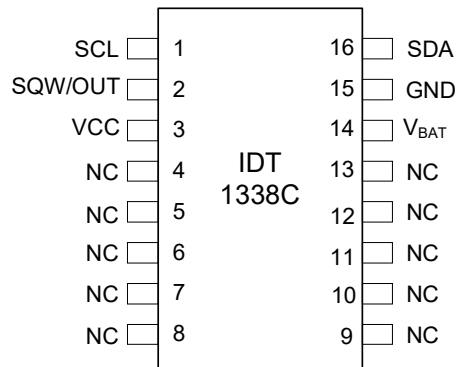 SCL 1 16 SDA
SQW/OUT 2 15 GND
VCC 3 14 VBAT
NC 4 IDT 13 NC
1338C
NC 5 12 NC
NC 6 11 NC
NC 7 10 NC
NC 8 9 NC